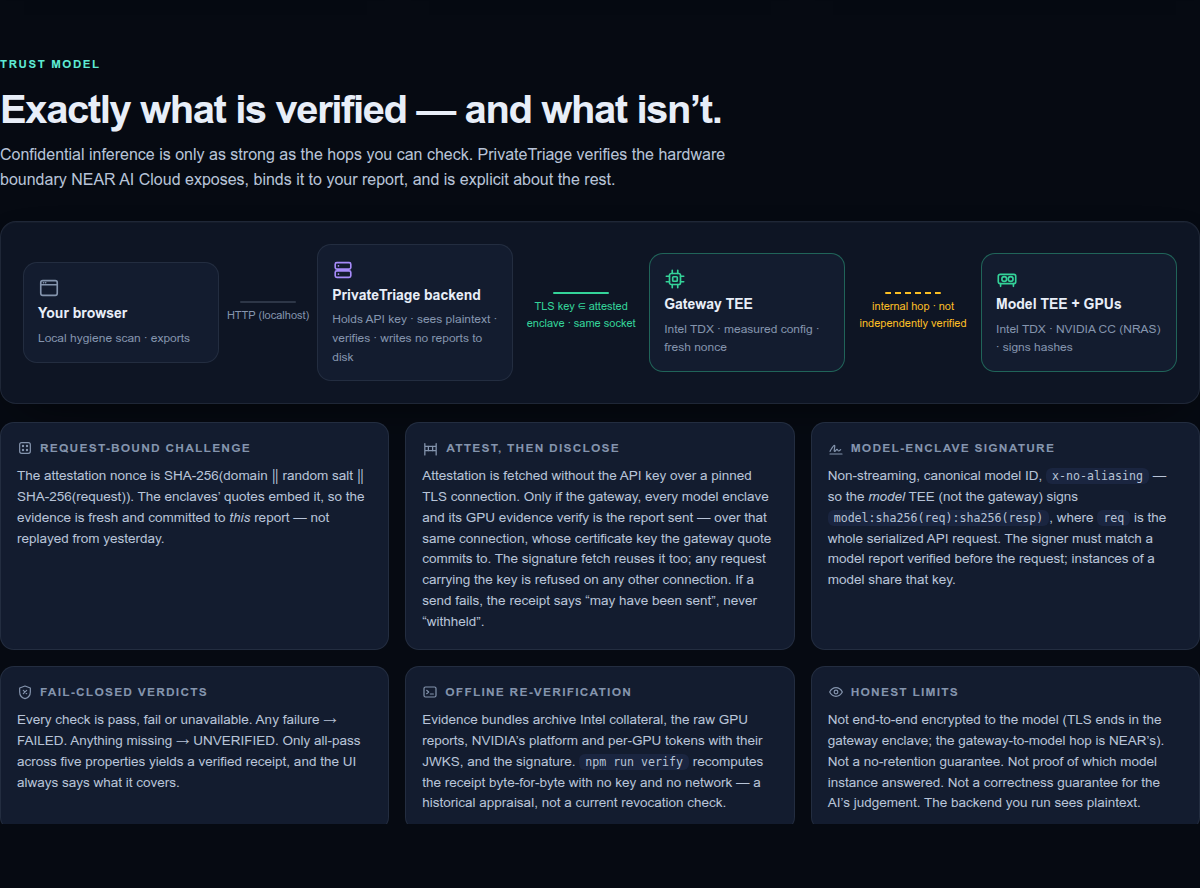 TRUST MODEL
Exactly what is verified — and what isn’t.
Confidential inference is only as strong as the hops you can check. PrivateTriage verifies the hardware
boundary NEAR AI Cloud exposes, binds it to your report, and is explicit about the rest.
Your browser
Local hygiene scan · exports
HTTP (localhost)
PrivateTriage backend
Holds API key · sees plaintext ·
verifies · writes no reports to
disk
TLS key ∈ attested
enclave · same socket
Gateway TEE
Intel TDX · measured config ·
fresh nonce
internal hop · not
independently verified
Model TEE + GPUs
Intel TDX · NVIDIA CC (NRAS)
· signs hashes
REQUEST-BOUND CHALLENGE
The attestation nonce is SHA-256(domain || random salt ||
SHA-256(request)). The enclaves’ quotes embed it, so the
evidence is fresh and committed to this report — not
replayed from yesterday.
ATTEST, THEN DISCLOSE
Attestation is fetched without the API key over a pinned
TLS connection. Only if the gateway, every model enclave
and its GPU evidence verify is the report sent — over that
same connection, whose certificate key the gateway quote
commits to. The signature fetch reuses it too; any request
carrying the key is refused on any other connection. If a
send fails, the receipt says “may have been sent”, never
“withheld”.
MODEL-ENCLAVE SIGNATURE
Non-streaming, canonical model ID, x-no-aliasing —
so the model TEE (not the gateway) signs
model:sha256(req):sha256(resp), where req is the
whole serialized API request. The signer must match a
model report verified before the request; instances of a
model share that key.
FAIL-CLOSED VERDICTS
Every check is pass, fail or unavailable. Any failure →
FAILED. Anything missing → UNVERIFIED. Only all-pass
across five properties yields a verified receipt, and the UI
always says what it covers.
OFFLINE RE-VERIFICATION
Evidence bundles archive Intel collateral, the raw GPU
reports, NVIDIA’s platform and per-GPU tokens with their
JWKS, and the signature. npm run verify recomputes
the receipt byte-for-byte with no key and no network — a
historical appraisal, not a current revocation check.
HONEST LIMITS
Not end-to-end encrypted to the model (TLS ends in the
gateway enclave; the gateway-to-model hop is NEAR’s).
Not a no-retention guarantee. Not proof of which model
instance answered. Not a correctness guarantee for the
AI’s judgement. The backend you run sees plaintext.